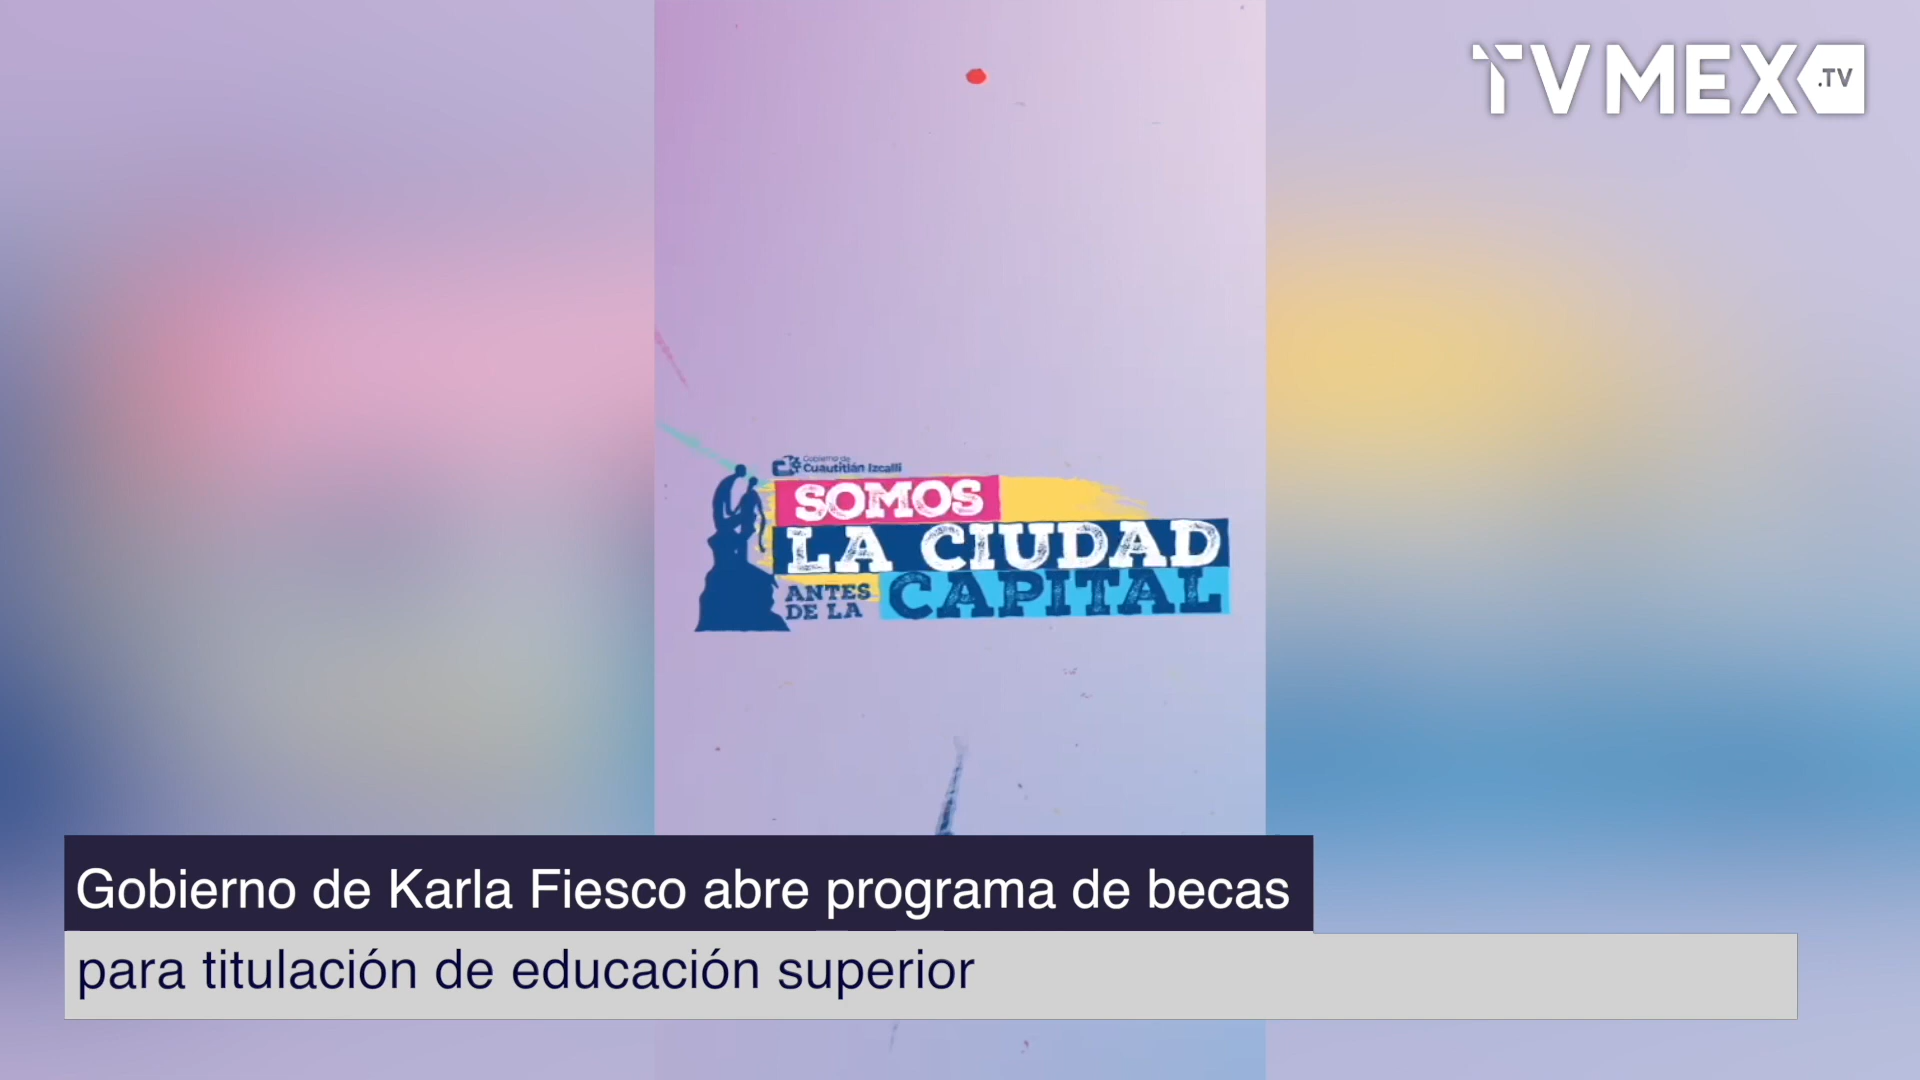 TVMEX.TV
Gobierno de
Cuautitlán Izcalli
SOMOS
LA CIUDAD
ANTES
DE LA
CAPITAL
Gobierno de Karla Fiesco abre programa de becas
para titulación de educación superior